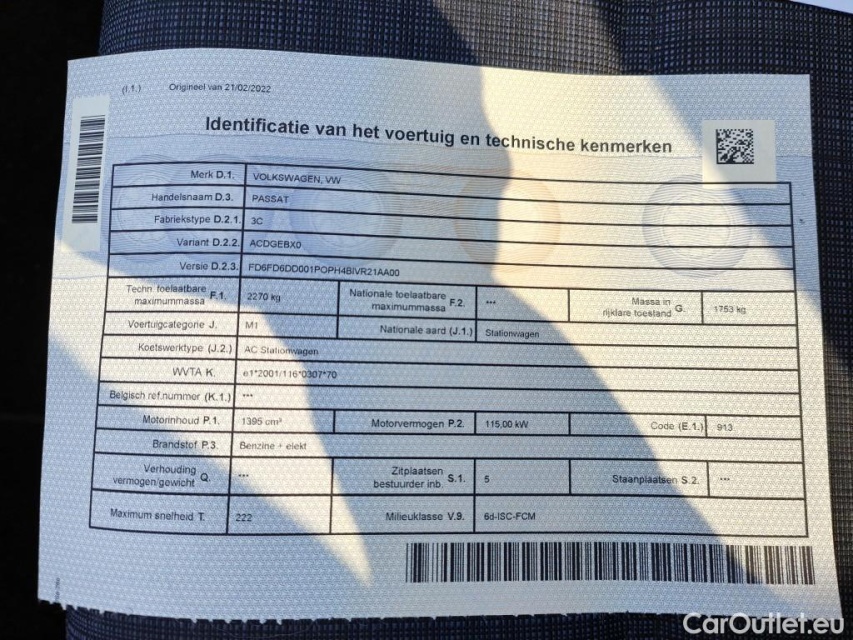 (I.1.) Origineel van 21/02/2022
Identificatie van het voertuig en technische kenmerken
Merk D.1. VOLKSWAGEN, VW
Handelsnaam D.3. PASSAT
Fabriekstype D.2.1. 3C
Variant D.2.2. ACDGEBX0
Versie D.2.3. FD6FD6DD001POPH4BIVR21AA00
Techn. toelaatbare maximummassa F.1. 2270 kg Nationale toelaatbare maximummassa F.2. *** Massa in rijklare toestand G. 1753 kg
Voertuigcategorie J. M1 Nationale aard (J.1.) Stationwagen
Koetswerktype (J.2.) AC Stationwagen
WVTA K. e1*2001/116*0307*70
Belgisch ref.nummer (K.1.) ***
Motorinhoud P.1. 1395 cm³ Motorvermogen P.2. 115,00 kW Code (E.1.) 913
Brandstof P.3. Benzine + elekt
Verhouding vermogen/gewicht Q. *** Zitplaatsen bestuurder inb. S.1. 5 Staanplaatsen S.2. ***
Maximum snelheid T. 222 Milieuklasse V.9. 6d-ISC-FCM
CarOutlet.eu